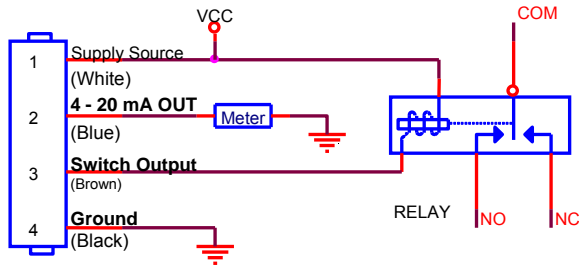 VCC
COM
1
Supply Source
(White)
2
4 - 20 mA OUT
(Blue)
Meter
3
Switch Output
(Brown)
RELAY
NO
NC
4
Ground
(Black)